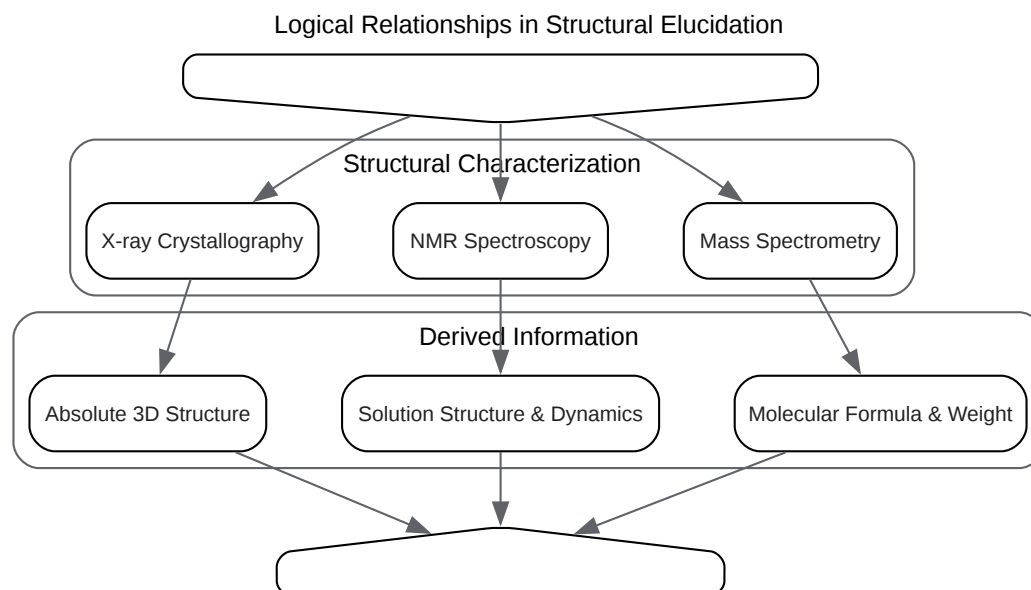 Logical Relationships in Structural Elucidation
Structural Characterization
X-ray Crystallography
NMR Spectroscopy
Mass Spectrometry
Derived Information
Absolute 3D Structure
Solution Structure & Dynamics
Molecular Formula & Weight